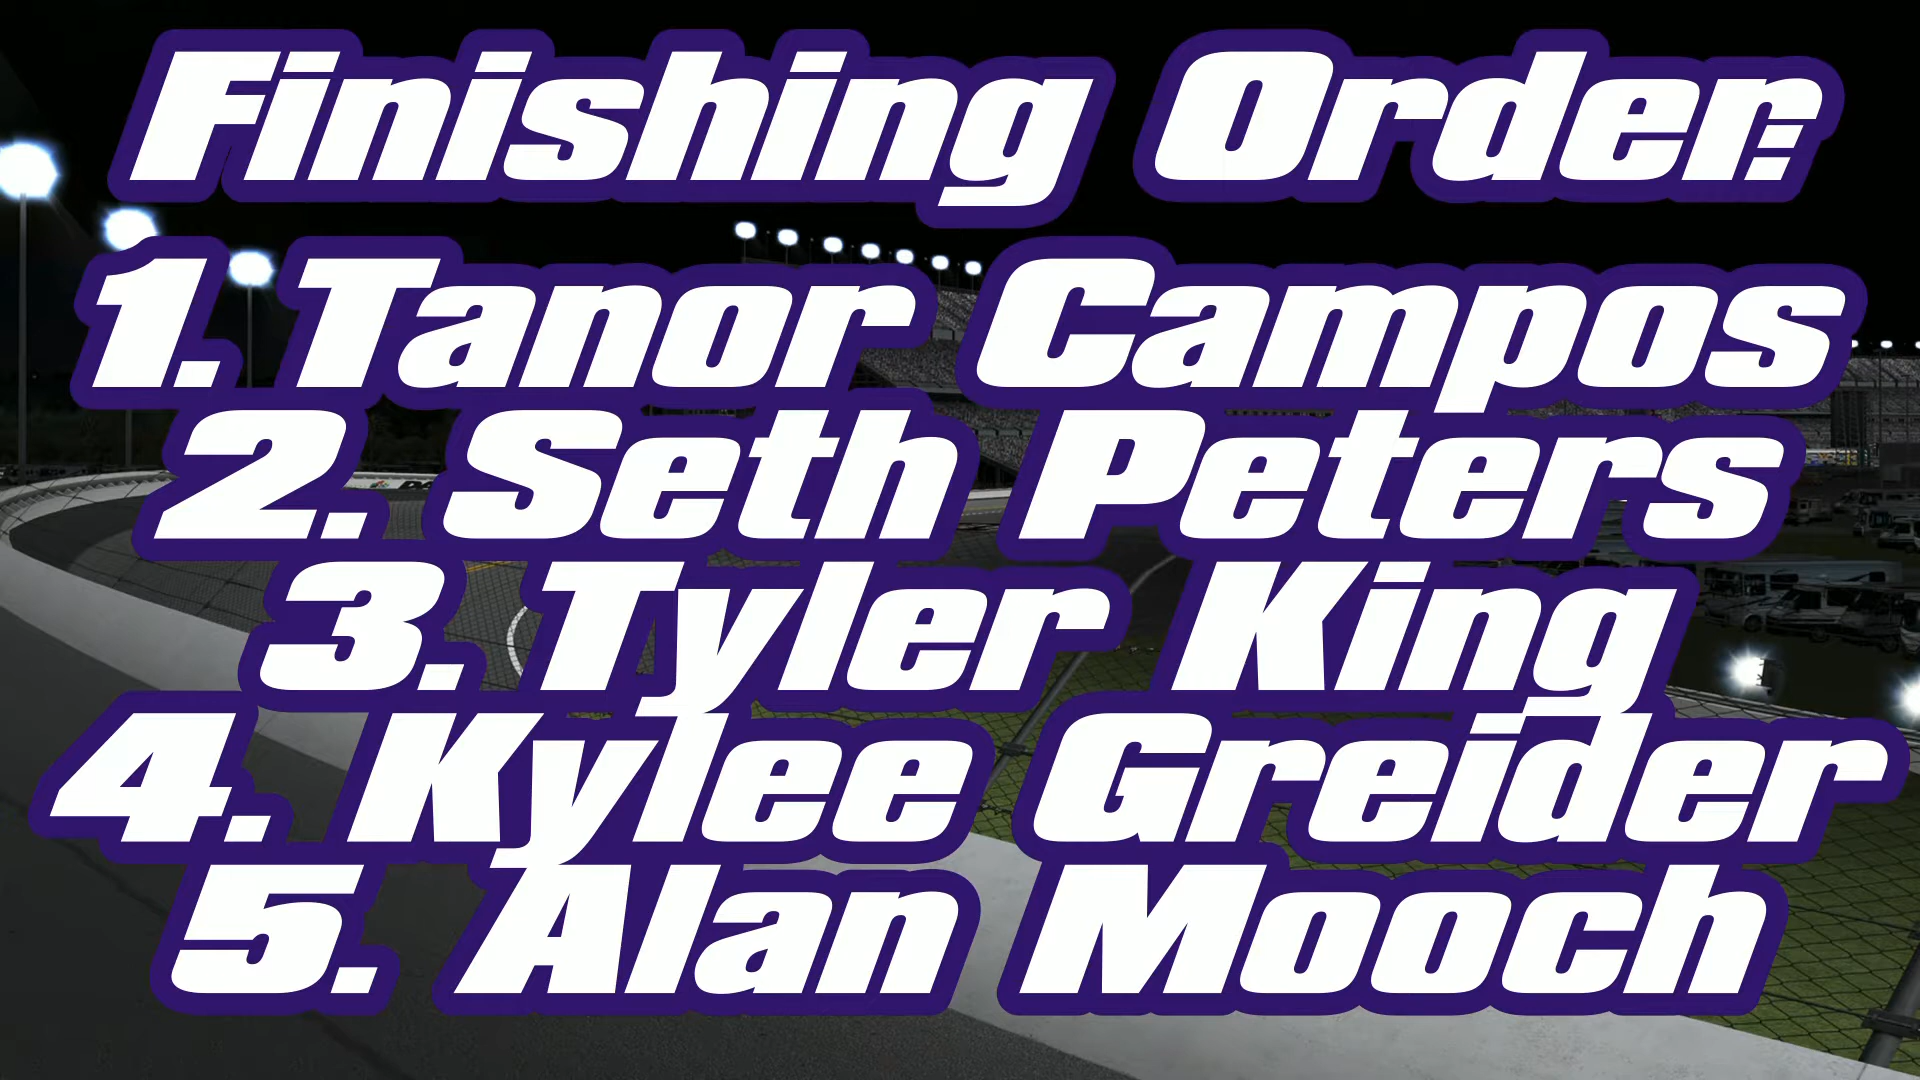 Finishing Order:
1. Tanor Campos
2. Seth Peters
3. Tyler King
4. Kylee Greider
5. Alan Mooch